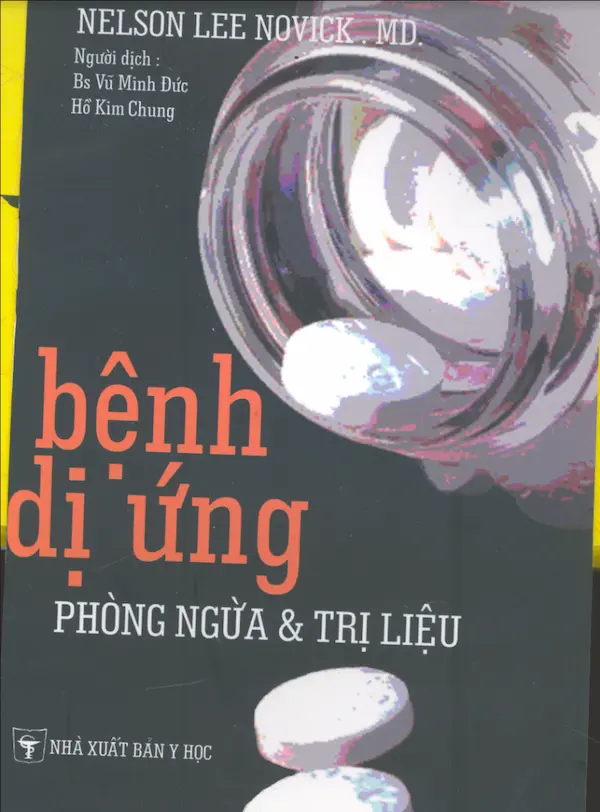 NELSON LEE NOVICK . MD.
Người dịch :
Bs Vũ Minh Đức
Hồ Kim Chung
bệnh
dị ứng
PHÒNG NGỪA & TRỊ LIỆU
NHÀ XUẤT BẢN Y HỌC